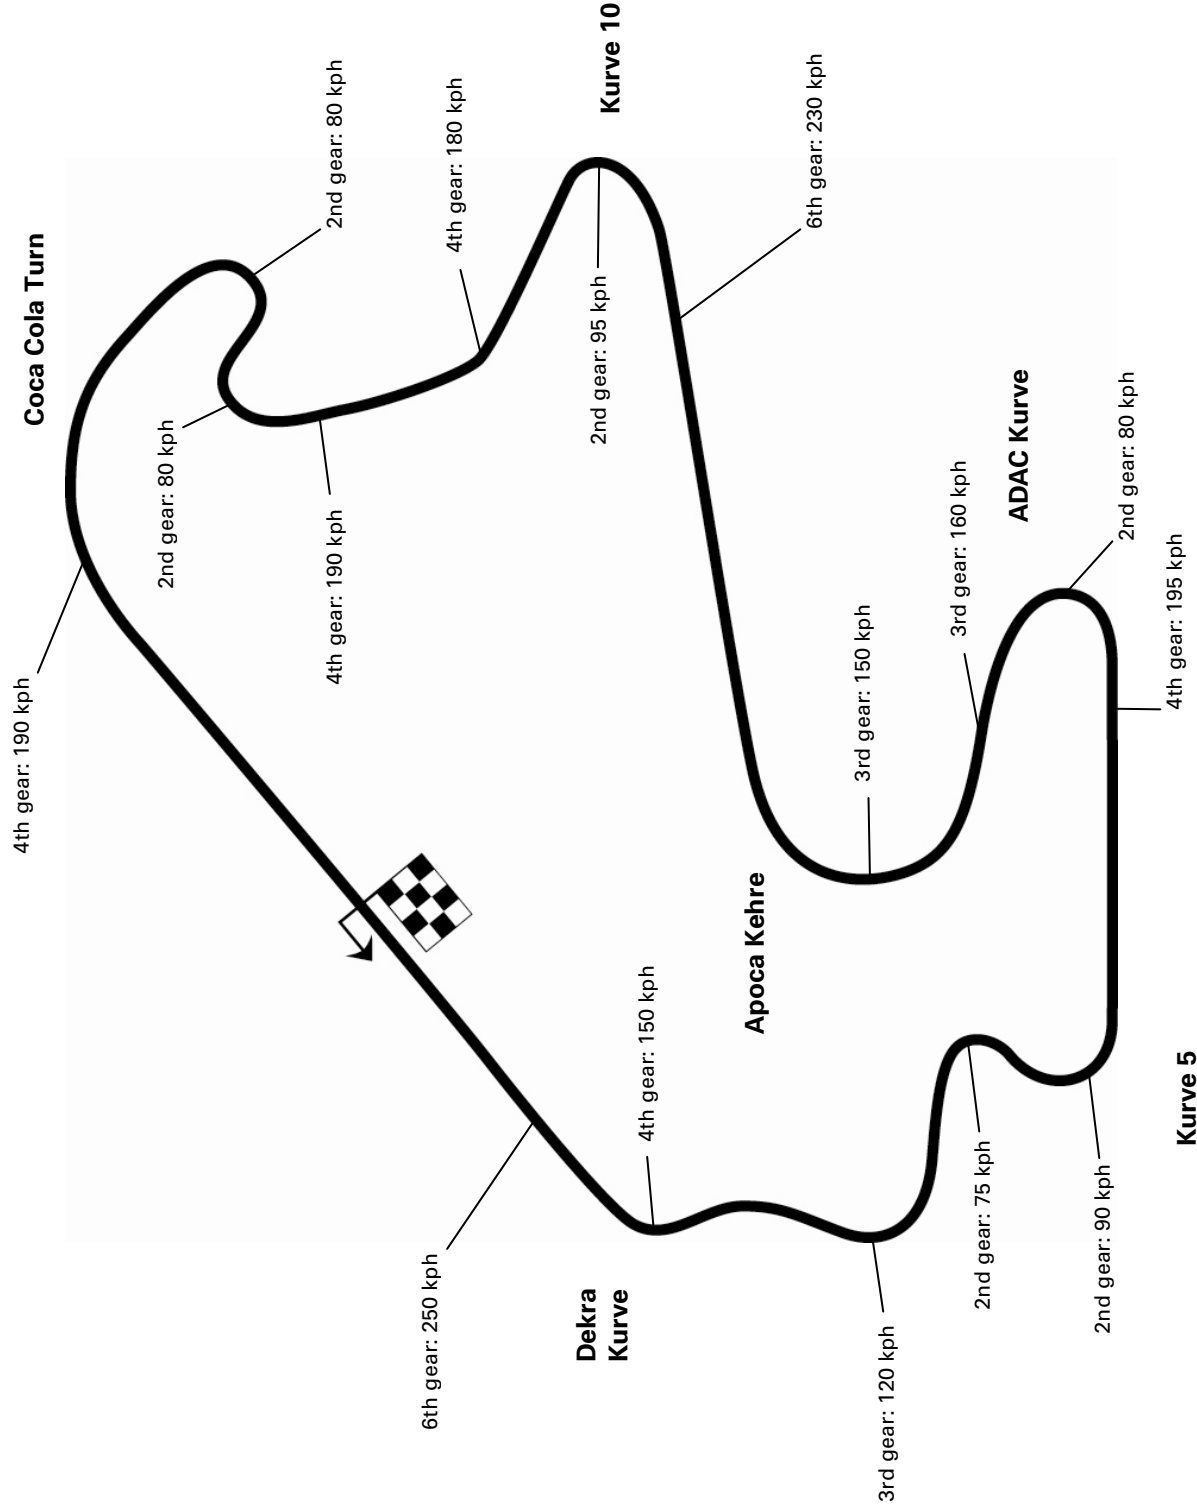 Kurve 10
2nd gear: 80 kph
4th gear: 180 kph
6th gear: 230 kph
Coca Cola Turn
2nd gear: 95 kph
ADAC Kurve
2nd gear: 80 kph
2nd gear: 80 kph
3rd gear: 160 kph
4th gear: 190 kph
4th gear: 195 kph
3rd gear: 150 kph
4th gear: 190 kph
Apoca Kehre
4th gear: 150 kph
Kurve 5
2nd gear: 75 kph
2nd gear: 90 kph
6th gear: 250 kph
Dekra
Kurve
3rd gear: 120 kph